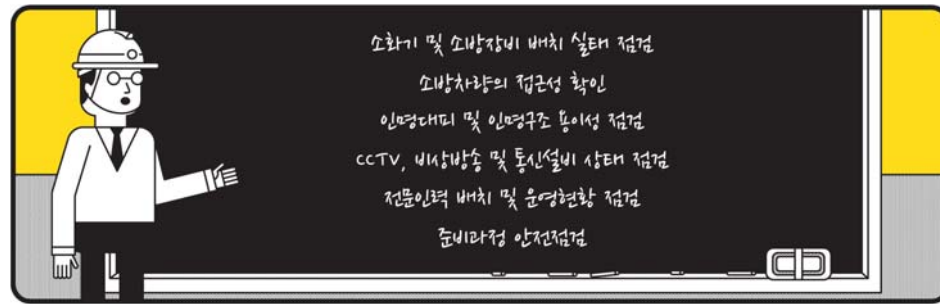 소화기 및 소방장비 배치 실태 점검
소방차량의 접근성 확인
인명대피 및 인명구조 용이성 점검
CCTV, 비상방송 및 통신설비 상태 점검
전문인력 배치 및 운영현황 점검
준비과정 안전점검